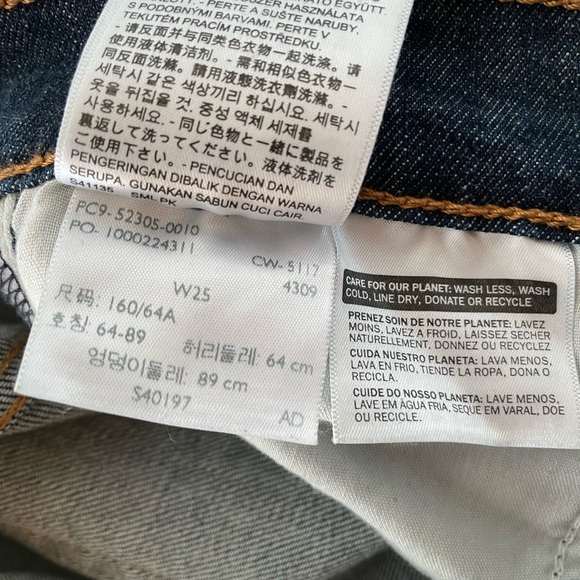 T S PODOBNÝMI BARVAMI. PERTE V
TEKUTÉM PRACÍM PROSTŘEDKU.
请反面并与同类色衣物一起洗涤。请
使用液体清洁剂。- 需和相似色衣物
一起洗滌。請用液態洗衣劑洗滌。-
세탁시 같은 색상끼리 하십시요. 세탁시
옷을 뒤집을 것. 중성 액체 세제를
사용하세요. - 同じ色物と一緒に製品を
裏返して洗ってください。液体洗剤を
ご使用下さい。- PENCUCIAN DAN
PENGERINGAN DIBALIK DENGAN WARNA
SERUPA. GUNAKAN SABUN CUCI CAIR.
S41135 SML PK
PC9-52305-0010
PO-1000224311
CW-5117
W25
4309
尺码: 160/64A
호칭: 64-89
허리둘레: 64 cm
엉덩이둘레: 89 cm
S40197
AD
CARE FOR OUR PLANET: WASH LESS, WASH
COLD, LINE DRY, DONATE OR RECYCLE
PRENEZ SOIN DE NOTRE PLANETE: LAVEZ
MOINS, LAVEZ A FROID, LAISSEZ SECHER
NATURELLEMENT, DONNEZ OU RECYCLEZ
CUIDA NUESTRO PLANETA: LAVA MENOS,
LAVA EN FRIO, TIENDE LA ROPA, DONA O
RECICLA.
CUIDE DO NOSSO PLANETA: LAVE MENOS,
LAVE EM ÁGUA FRIA, SEQUE EM VARAL, DOE
OU RECICLE.